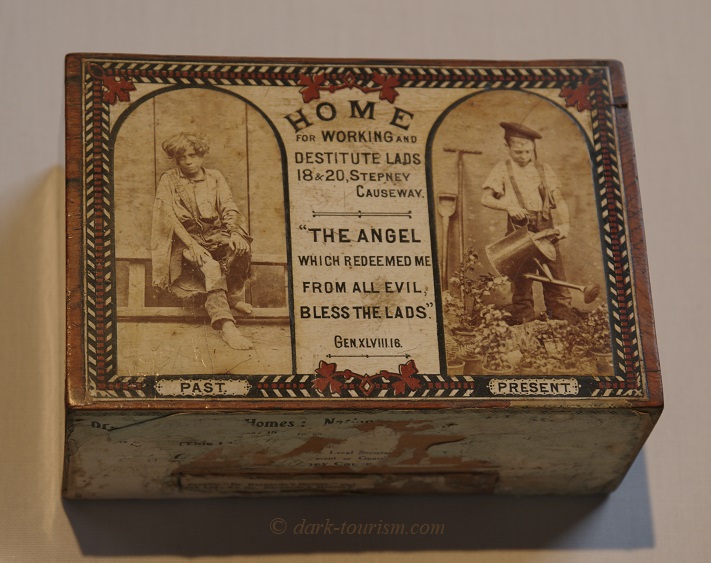 HOME
FOR WORKING AND
DESTITUTE LADS
18 & 20, STEPNEY
CAUSEWAY.
"THE ANGEL
WHICH REDEEMED ME
FROM ALL EVIL,
BLESS THE LADS".
GEN. XLVIII. 16.
PAST.
PRESENT.
Homes:
© dark-tourism.com